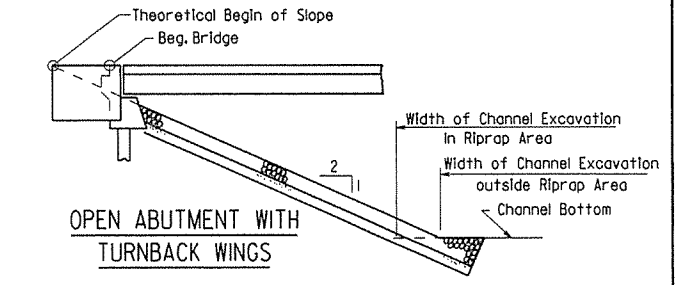 Theoretical Begin of Slope
Beg. Bridge
Width of Channel Excavation
in Riprap Area
2
1
Width of Channel Excavation
outside Riprap Area
Channel Bottom
OPEN ABUTMENT WITH
TURNBACK WINGS